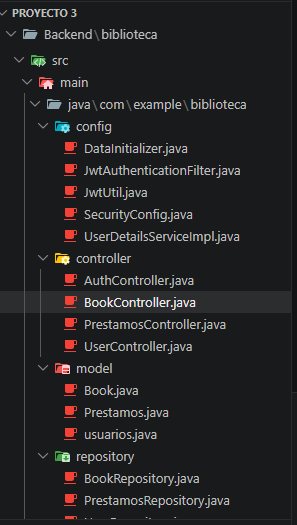 PROYECTO 3
Backend\biblioteca
src
main
java\com\example\biblioteca
config
DataInitializer.java
JwtAuthenticationFilter.java
JwtUtil.java
SecurityConfig.java
UserDetailsServiceImpl.java
controller
AuthController.java
BookController.java
PrestamosController.java
UserController.java
model
Book.java
Prestamos.java
usuarios.java
repository
BookRepository.java
PrestamosRepository.java